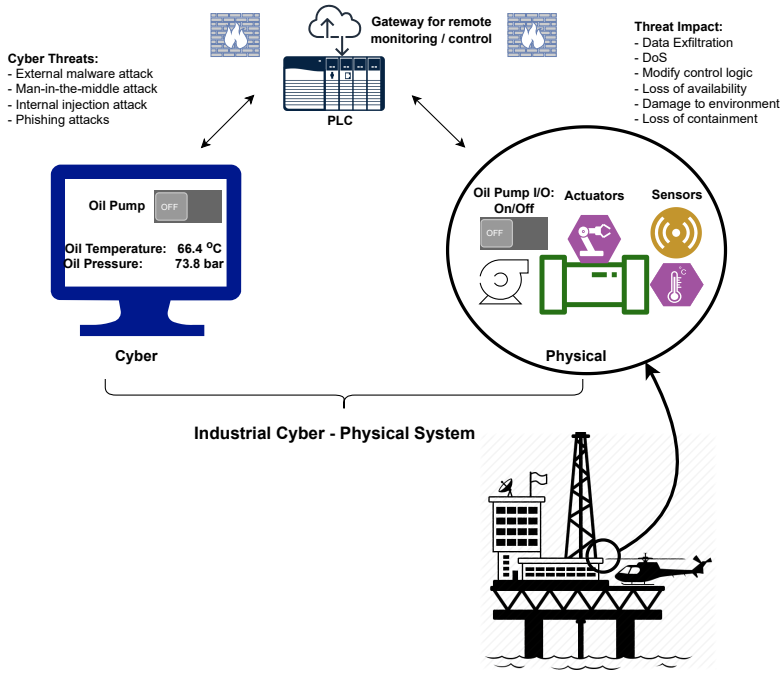 Gateway for remote
monitoring / control
PLC
Cyber Threats:
- External malware attack
- Man-in-the-middle attack
- Internal injection attack
- Phishing attacks
Threat Impact:
- Data Exfiltration
- DoS
- Modify control logic
- Loss of availability
- Damage to environment
- Loss of containment
Oil Pump
OFF
Oil Temperature: 66.4 ⁰C
Oil Pressure: 73.8 bar
Cyber
Oil Pump I/O:
On/Off
OFF
Actuators
Sensors
°C
Physical
Industrial Cyber - Physical System